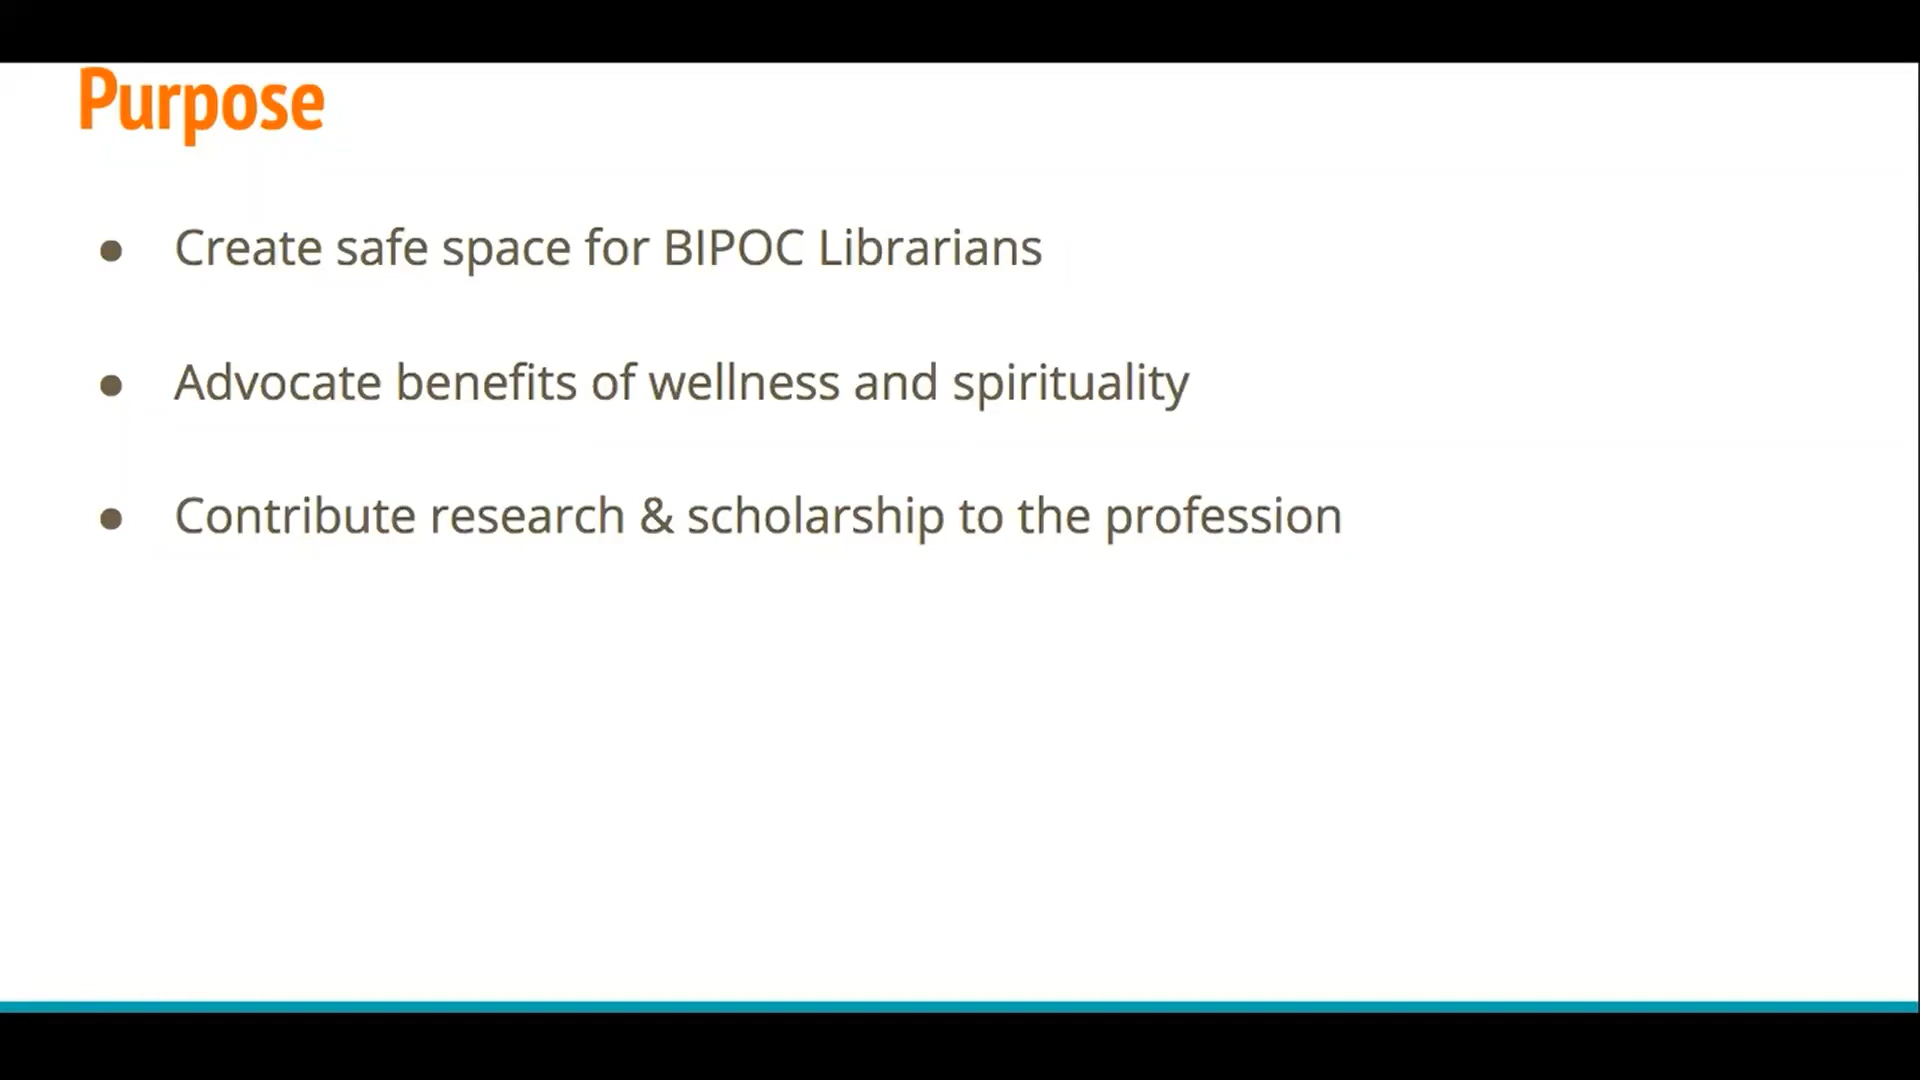 Purpose
● Create safe space for BIPOC Librarians
● Advocate benefits of wellness and spirituality
● Contribute research & scholarship to the profession